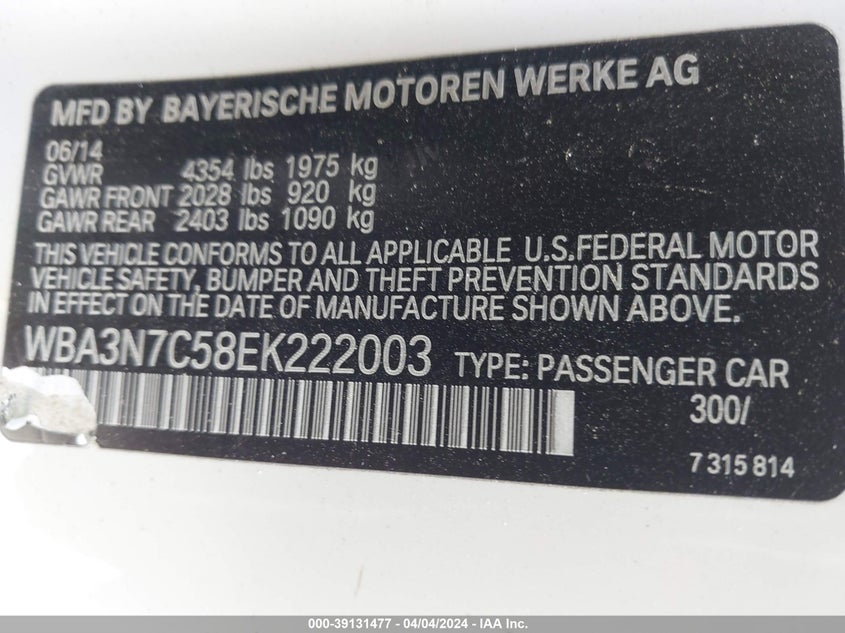 MFD BY BAYERISCHE MOTOREN WERKE AG
06/14
GVWR 4354 lbs 1975 kg
GAWR FRONT 2028 lbs 920 kg
GAWR REAR 2403 lbs 1090 kg
THIS VEHICLE CONFORMS TO ALL APPLICABLE U.S.FEDERAL MOTOR
VEHICLE SAFETY, BUMPER AND THEFT PREVENTION STANDARDS
IN EFFECT ON THE DATE OF MANUFACTURE SHOWN ABOVE.
WBA3N7C58EK222003 TYPE: PASSENGER CAR
300/
7 315 814
000-39131477 - 04/04/2024 - IAA Inc.